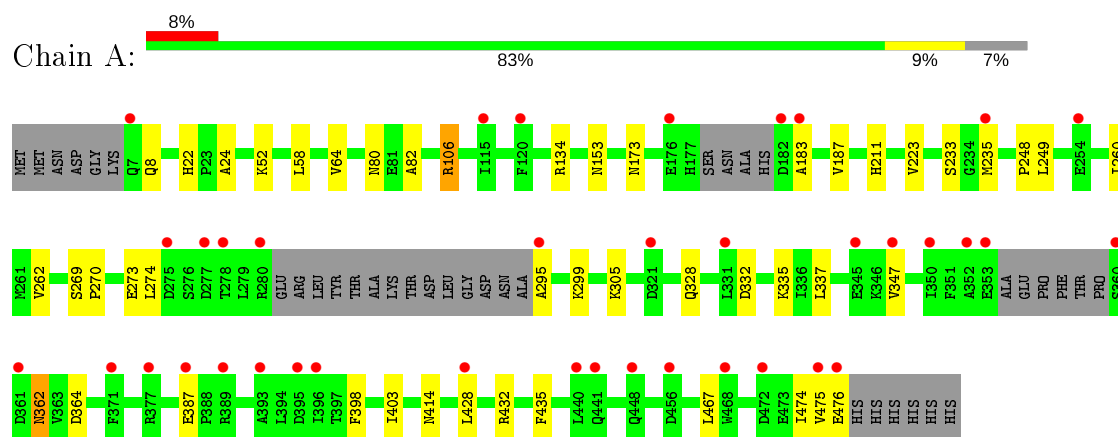 8%
Chain A:
83% 9% 7%
MET MET ASN ASP GLY LYS Q7 Q8 H22 P23 A24 K52 L58 V64 N80 E81 A82 R106 I115 F120 R134 N153 N173 E176 H177 SER ASN ALA HIS D182 A183 V187 H211 V223 S233 G234 M235 P248 L249 E254 I260
M261 V262 S269 P270 E273 L274 D275 S276 D277 T278 L279 R280 GLU ARG LEU TYR THR ALA LYS THR ASP LEU GLY ASP ASN ALA A295 K299 K305 D321 Q328 L331 D332 K335 I336 L337 E345 K346 V347 I350 F351 A352 E353 ALA GLU PRO PHE THR PRO S360
D361 N362 V363 D364 F371 R377 E387 P388 R389 A393 L394 D395 I396 T397 F398 I403 N414 L428 R432 F435 L440 Q441 Q448 D456 L467 W468 D472 E473 I474 V475 E476 HIS HIS HIS HIS HIS HIS